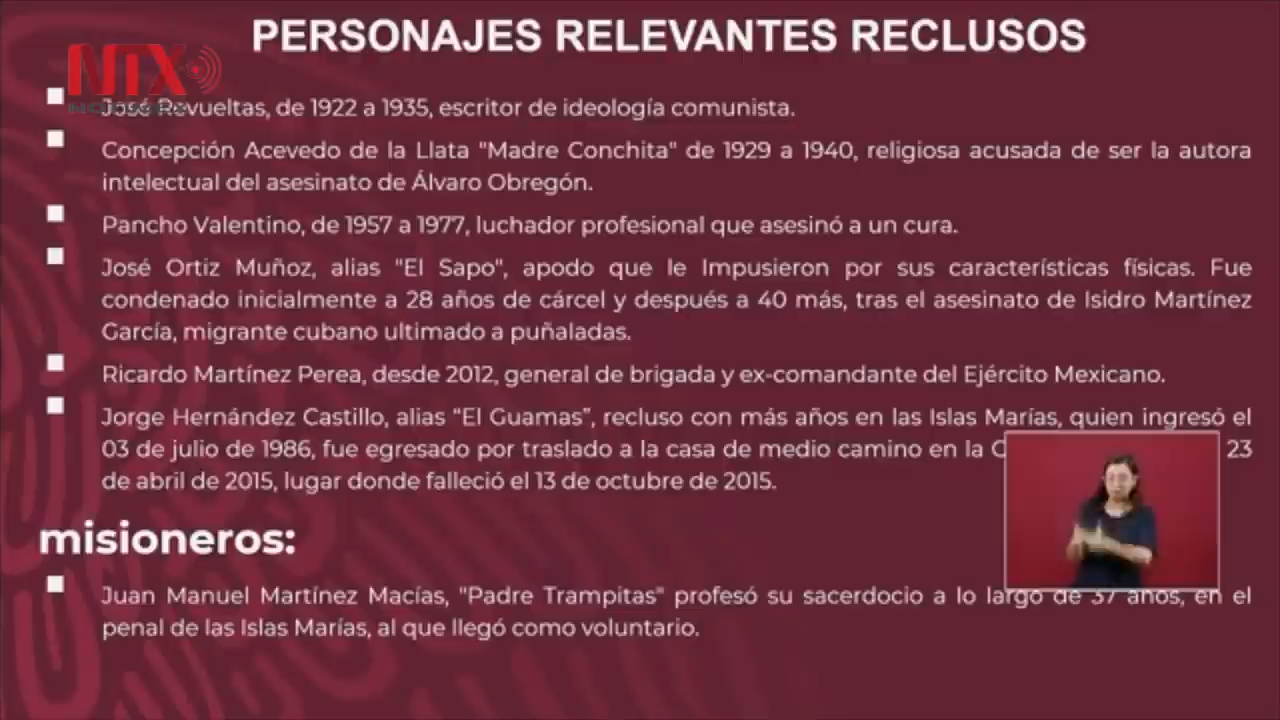 PERSONAJES RELEVANTES RECLUSOS
NTX
José Revueltas, de 1922 a 1935, escritor de ideología comunista.
Concepción Acevedo de la Llata "Madre Conchita" de 1929 a 1940, religiosa acusada de ser la autora
intelectual del asesinato de Álvaro Obregón.
Pancho Valentino, de 1957 a 1977, luchador profesional que asesinó a un cura.
José Ortiz Muñoz, alias "El Sapo", apodo que le Impusieron por sus características físicas. Fue
condenado inicialmente a 28 años de cárcel y después a 40 más, tras el asesinato de Isidro Martínez
García, migrante cubano ultimado a puñaladas.
Ricardo Martínez Perea, desde 2012, general de brigada y ex-comandante del Ejército Mexicano.
Jorge Hernández Castillo, alias “El Guamas”, recluso con más años en las Islas Marías, quien ingresó el
03 de julio de 1986, fue egresado por traslado a la casa de medio camino en la 23
de abril de 2015, lugar donde falleció el 13 de octubre de 2015.
misioneros:
Juan Manuel Martínez Macías, "Padre Trampitas" profesó su sacerdocio a lo largo de 37 años, en el
penal de las Islas Marías, al que llegó como voluntario.